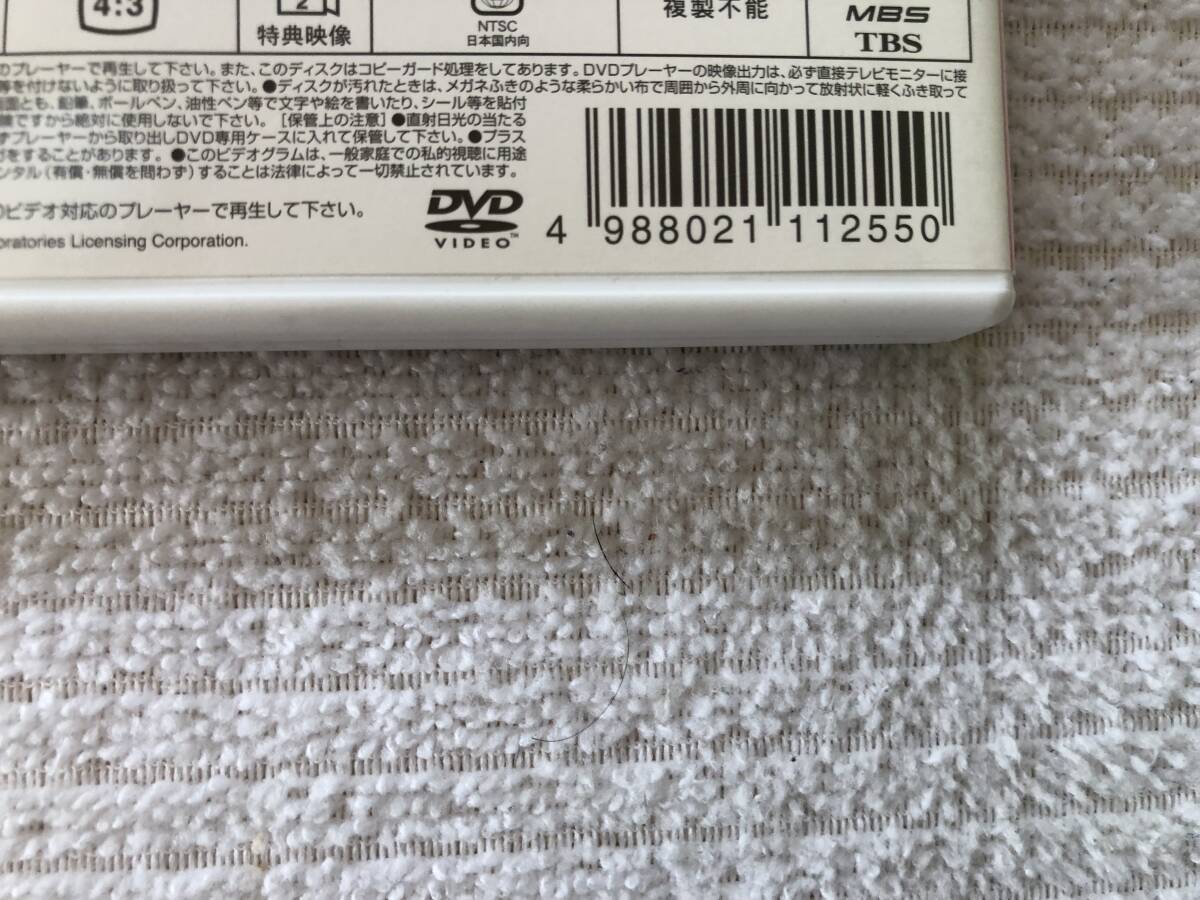 4:3
2
特典映像
NTSC
日本国内向
複製不能
MBS
TBS
のプレーヤーで再生して下さい。また、このディスクはコピーガード処理をしてあります。DVDプレーヤーの映像出力は、必ず直接テレビモニターに接
等を付けないように取り扱って下さい。●ディスクが汚れたときは、メガネふきのような柔らかい布で周囲から外周に向かって放射状に軽くふき取って
面とも、鉛筆、ボールペン、油性ペン等で文字や絵を書いたり、シール等を貼付
険ですから絶対に使用しないで下さい。[保管上の注意]●直射日光の当たる
ずプレーヤーから取り出しDVD専用ケースに入れて保管して下さい。●プラス
をすることがあります。●このビデオグラムは、一般家庭での私的視聴に用途
ンタル(有償・無償を問わず)することは法律によって一切禁止されています。
のビデオ対応のプレーヤーで再生して下さい。
oratories Licensing Corporation.
DVD
VIDEO
TM
4 988021 112550